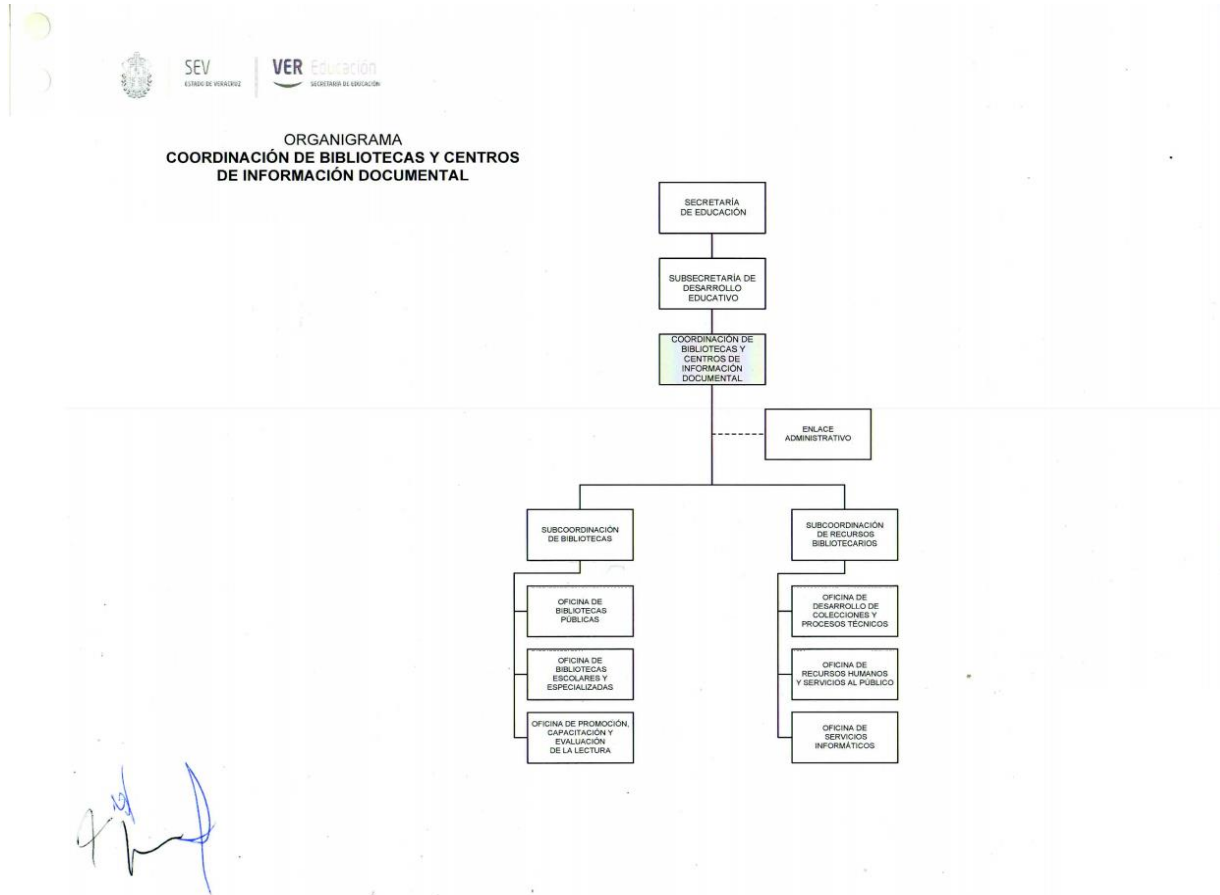 SEV
ESTADO DE VERACRUZ
VER Educación
SECRETARÍA DE EDUCACIÓN
ORGANIGRAMA
COORDINACIÓN DE BIBLIOTECAS Y CENTROS
DE INFORMACIÓN DOCUMENTAL
SECRETARÍA
DE EDUCACIÓN
SUBSECRETARÍA DE
DESARROLLO
EDUCATIVO
COORDINACIÓN DE
BIBLIOTECAS Y
CENTROS DE
INFORMACIÓN
DOCUMENTAL
ENLACE
ADMINISTRATIVO
SUBCOORDINACIÓN
DE BIBLIOTECAS
OFICINA DE
BIBLIOTECAS
PÚBLICAS
OFICINA DE
BIBLIOTECAS
ESCOLARES Y
ESPECIALIZADAS
OFICINA DE PROMOCIÓN,
CAPACITACIÓN Y
EVALUACIÓN
DE LA LECTURA
SUBCOORDINACIÓN
DE RECURSOS
BIBLIOTECARIOS
OFICINA DE
DESARROLLO DE
COLECCIONES Y
PROCESOS TÉCNICOS
OFICINA DE
RECURSOS HUMANOS
Y SERVICIOS AL PÚBLICO
OFICINA DE
SERVICIOS
INFORMÁTICOS